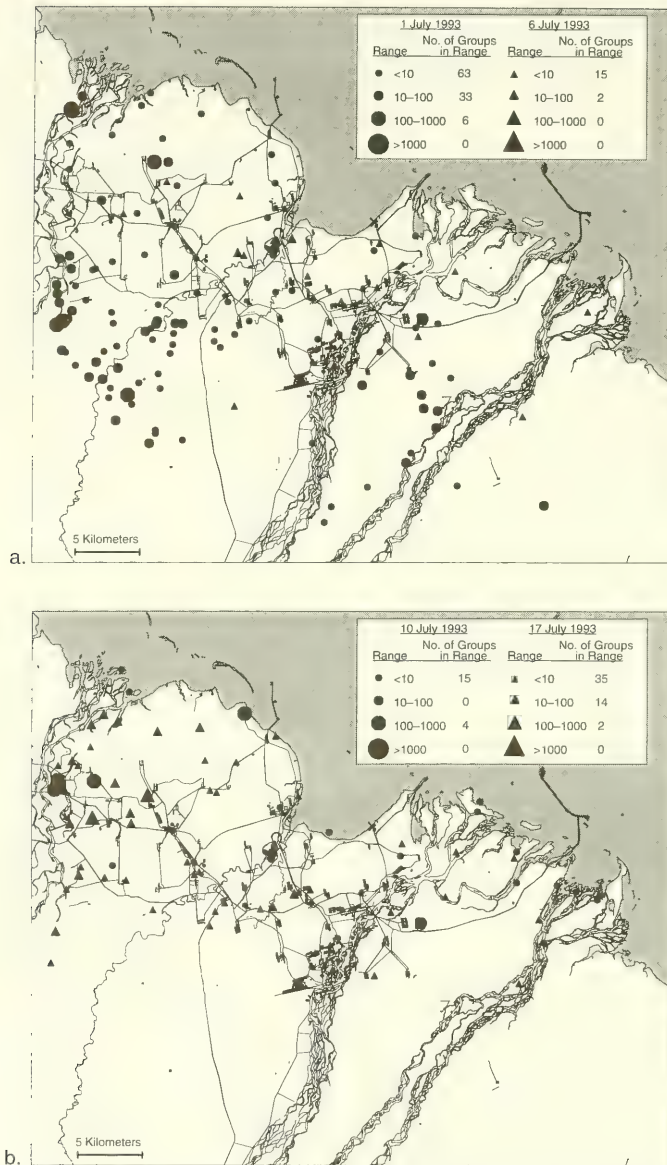 1 July 1993 6 July 1993
No. of Groups No. of Groups
Range in Range Range in Range
<10 63 <10 15
10–100 33 10–100 2
100–1000 6 100–1000 0
>1000 0 >1000 0
5 Kilometers
a.
10 July 1993 17 July 1993
No. of Groups No. of Groups
Range in Range Range in Range
<10 15 <10 35
10–100 0 10–100 14
100–1000 4 100–1000 2
>1000 0 >1000 0
5 Kilometers
b.